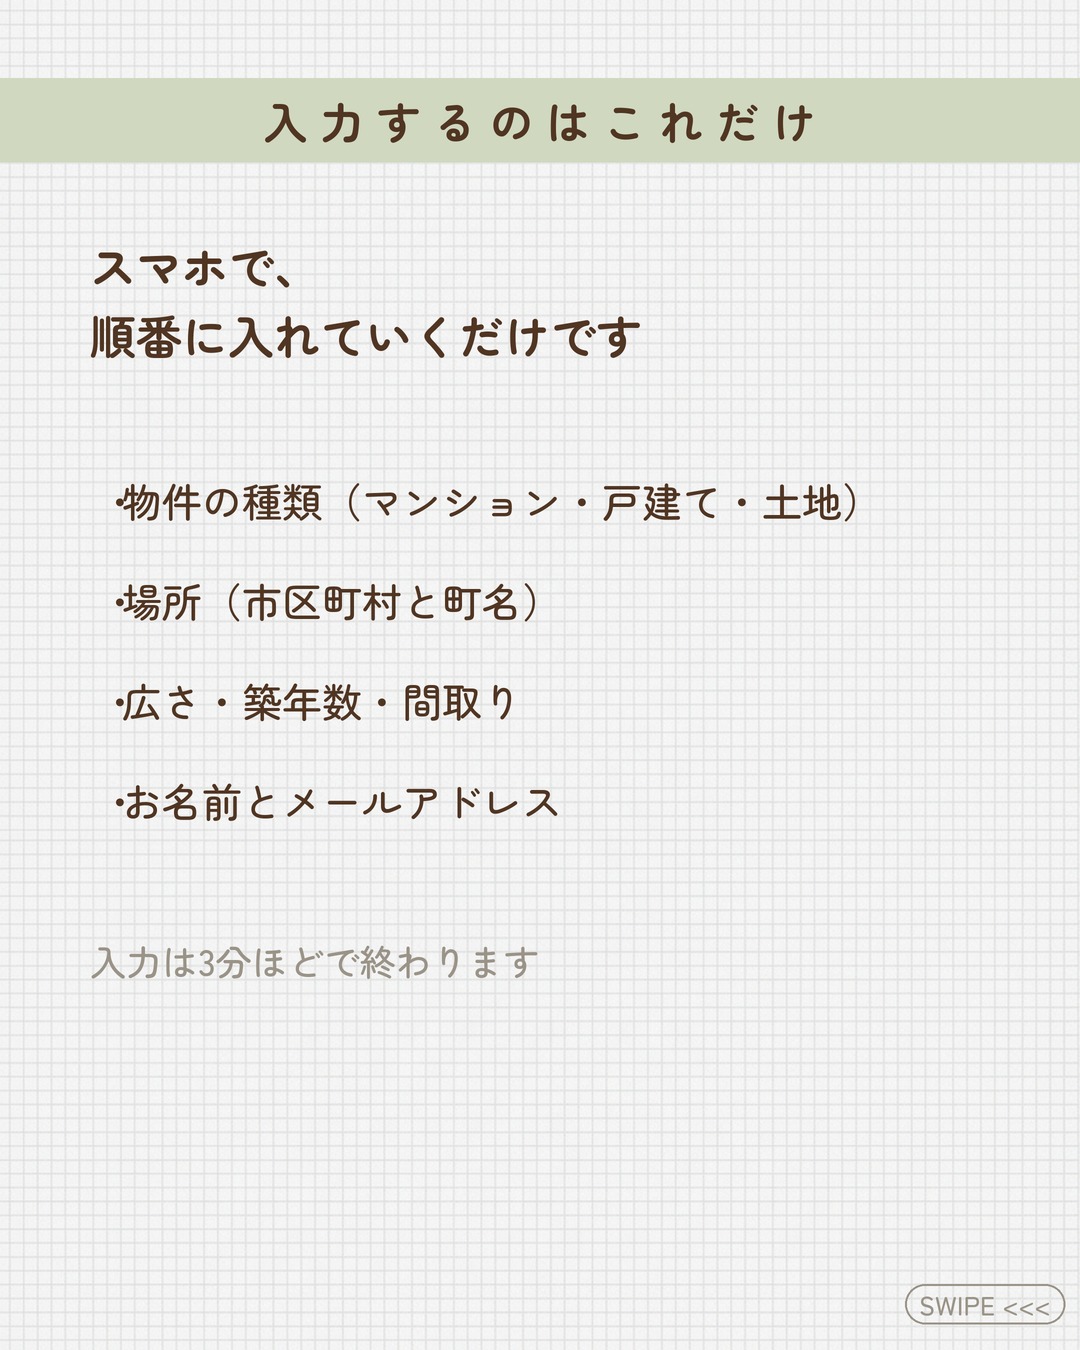 入力するのはこれだけ
スマホで、
順番に入れていくだけです
・物件の種類（マンション・戸建て・土地）
・場所（市区町村と町名）
・広さ・築年数・間取り
・お名前とメールアドレス
入力は3分ほどで終わります
SWIPE <<<